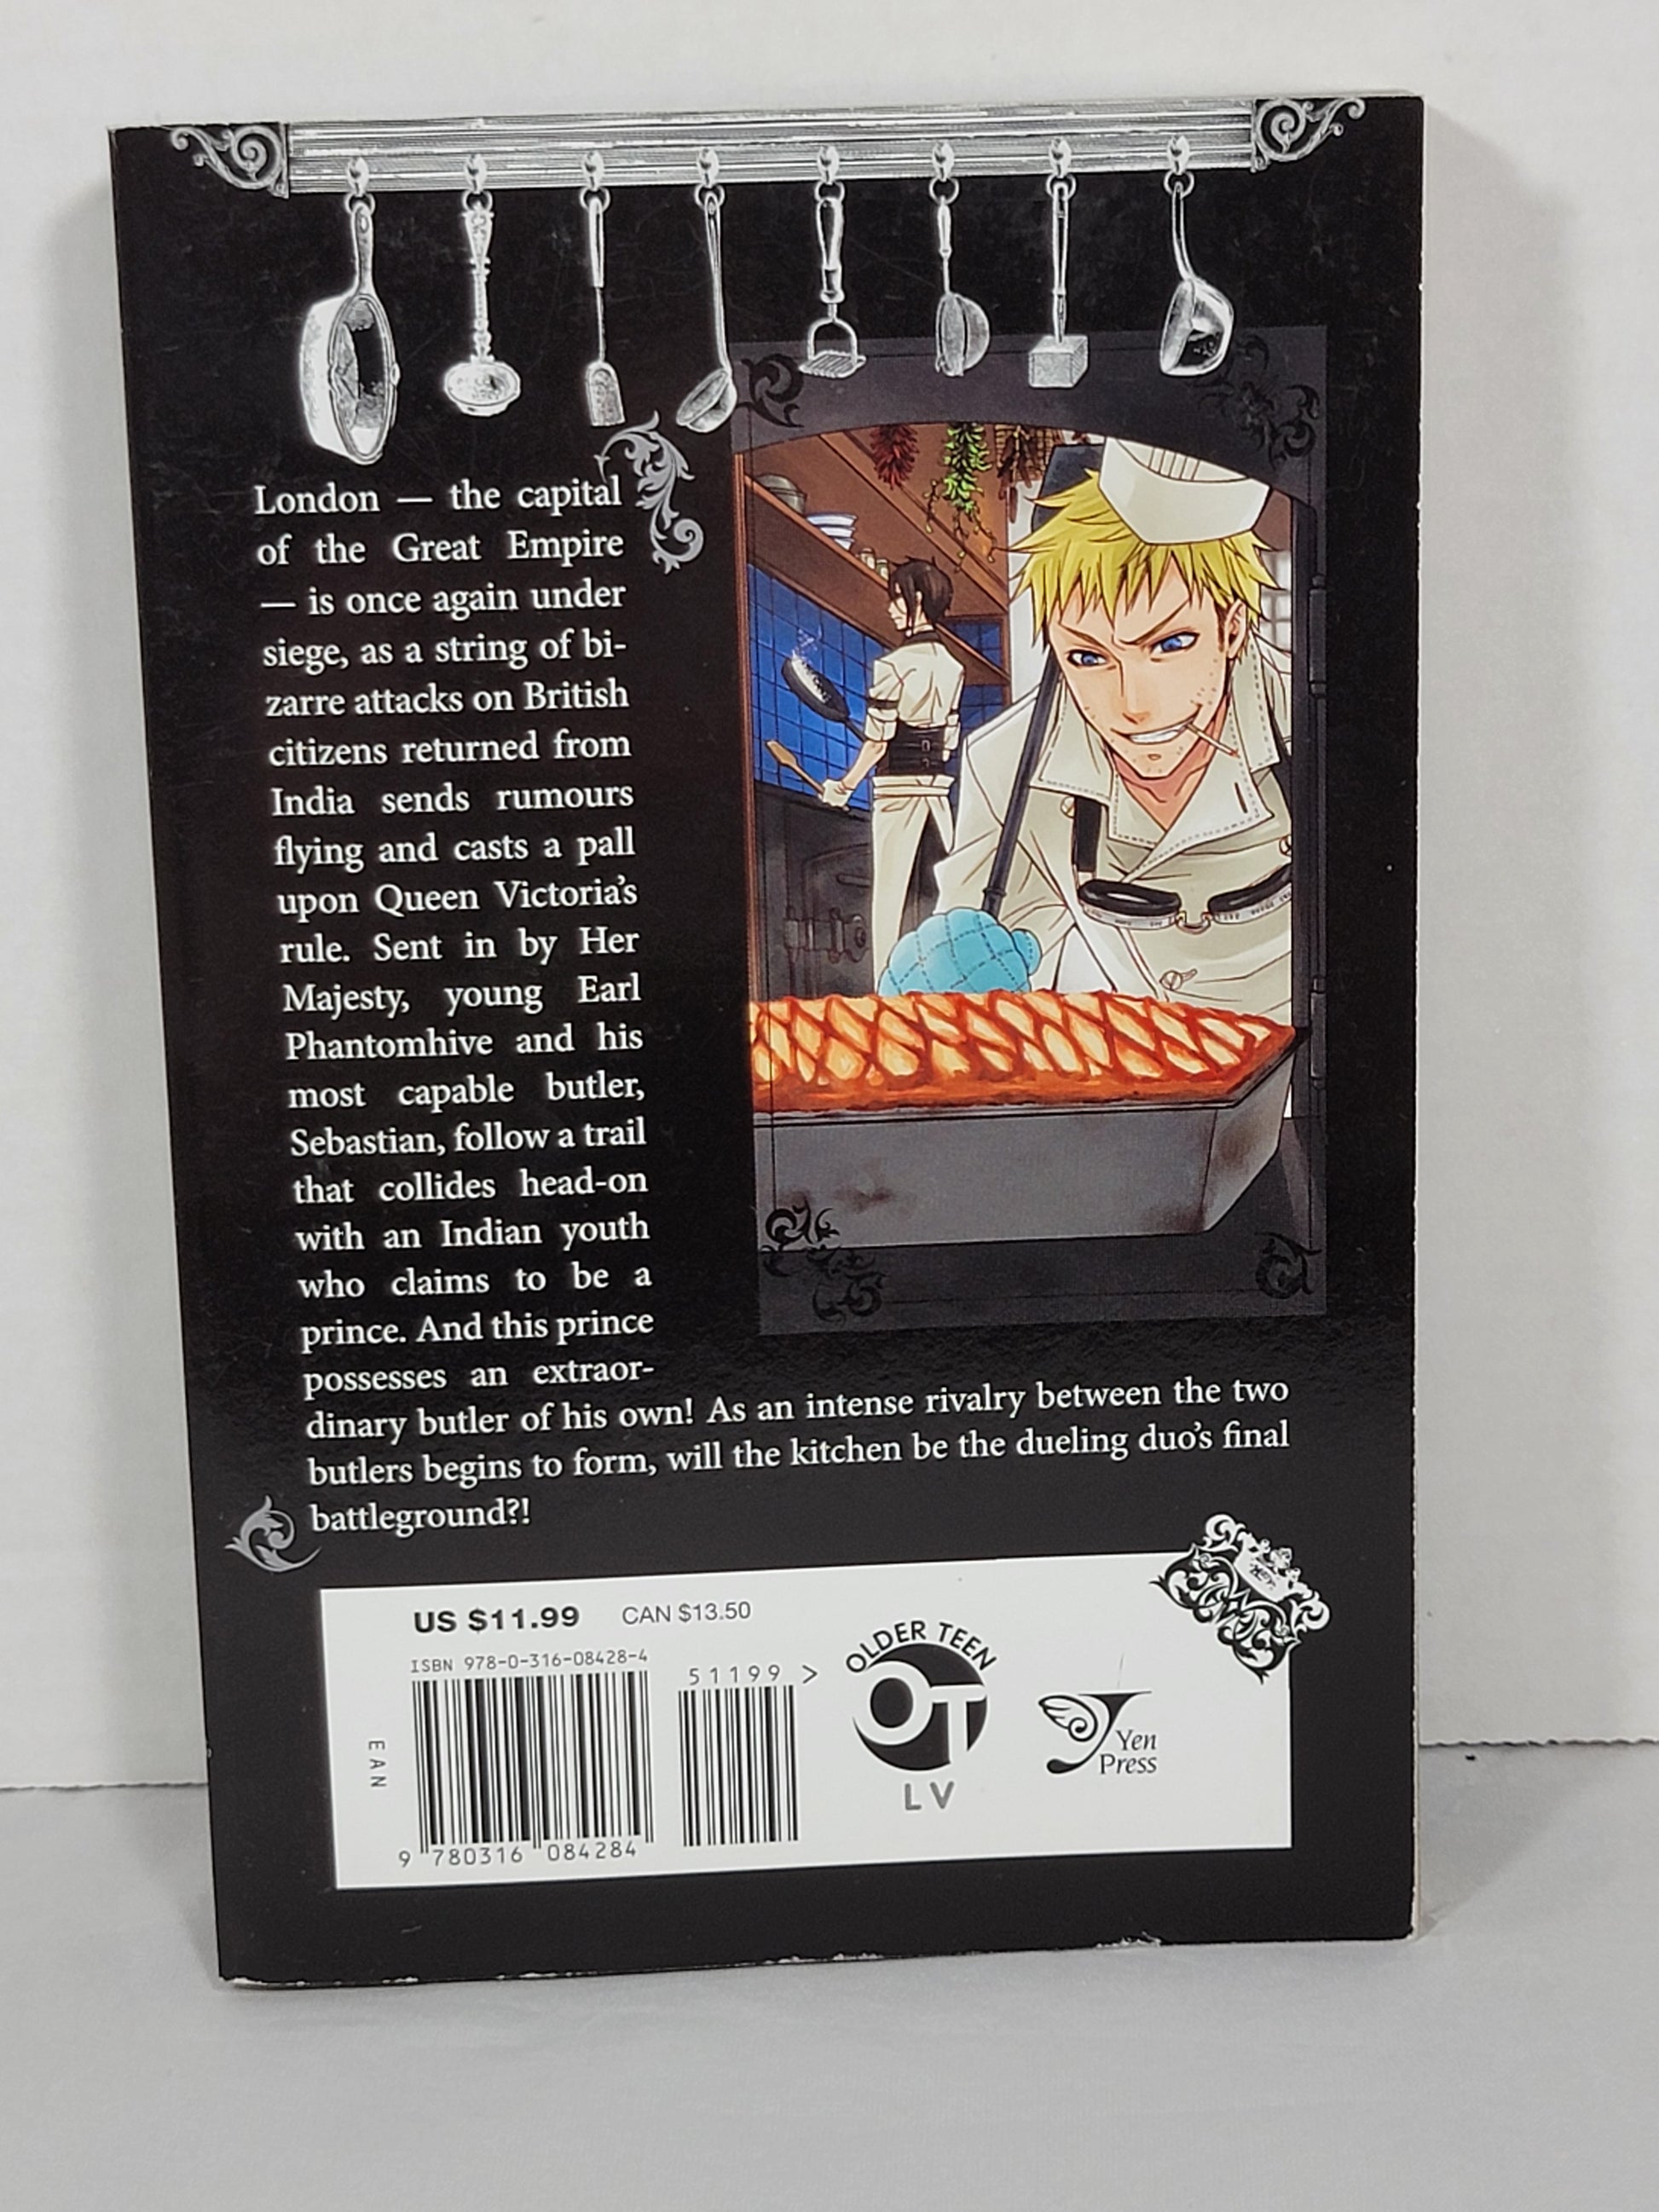 London — the capital
of the Great Empire
— is once again under
siege, as a string of bi-
zarre attacks on British
citizens returned from
India sends rumours
flying and casts a pall
upon Queen Victoria's
rule. Sent in by Her
Majesty, young Earl
Phantomhive and his
most capable butler,
Sebastian, follow a trail
that collides head-on
with an Indian youth
who claims to be a
prince. And this prince
possesses an extraor-
dinary butler of his own! As an intense rivalry between the two
butlers begins to form, will the kitchen be the dueling duo's final
battleground?!
US $11.99 CAN $13.50
ISBN 978-0-316-08428-4
51199 >
EAN
9 780316 084284
OLDER TEEN
OT
LV
Yen
Press